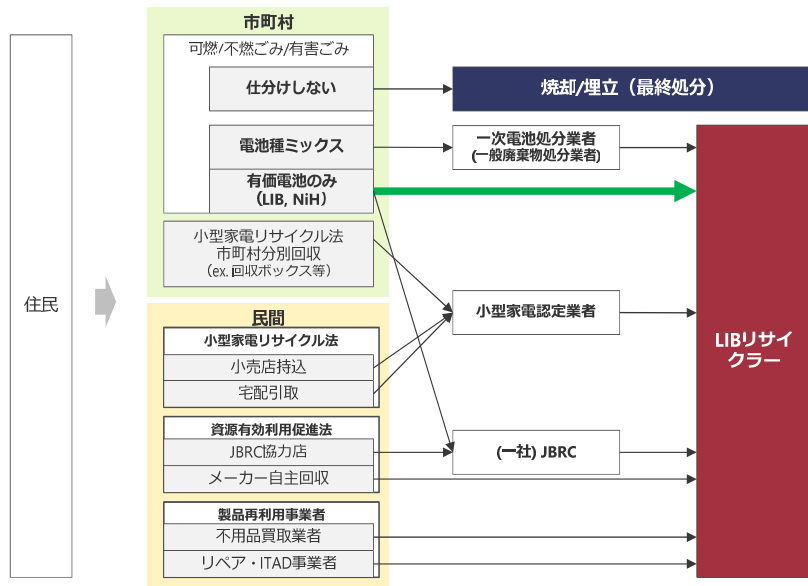 住民
市町村
可燃/不燃ごみ/有害ごみ
仕分けしない
電池種ミックス
有価電池のみ
（LIB, NiH）
小型家電リサイクル法
市町村分別回収
（ex. 回収ボックス等）
民間
小型家電リサイクル法
小売店持込
宅配引取
資源有効利用促進法
JBRC協力店
メーカー自主回収
製品再利用事業者
不用品買取業者
リペア・ITAD事業者
焼却/埋立（最終処分）
一次電池処分業者
(一般廃棄物処分業者)
小型家電認定業者
(一社) JBRC
LIBリサイ
クラー